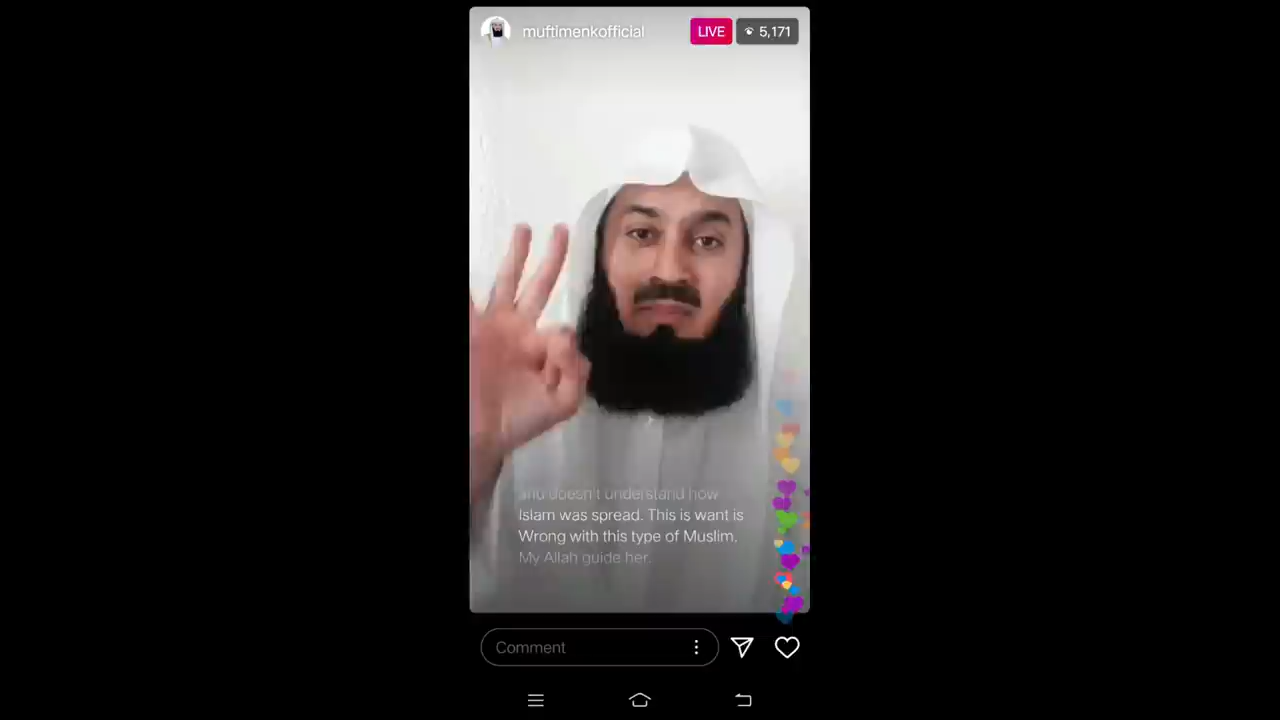 muftimenkofficial
LIVE
5,171
and doesn't understand how
Islam was spread. This is want is
Wrong with this type of Muslim.
My Allah guide her.
Comment